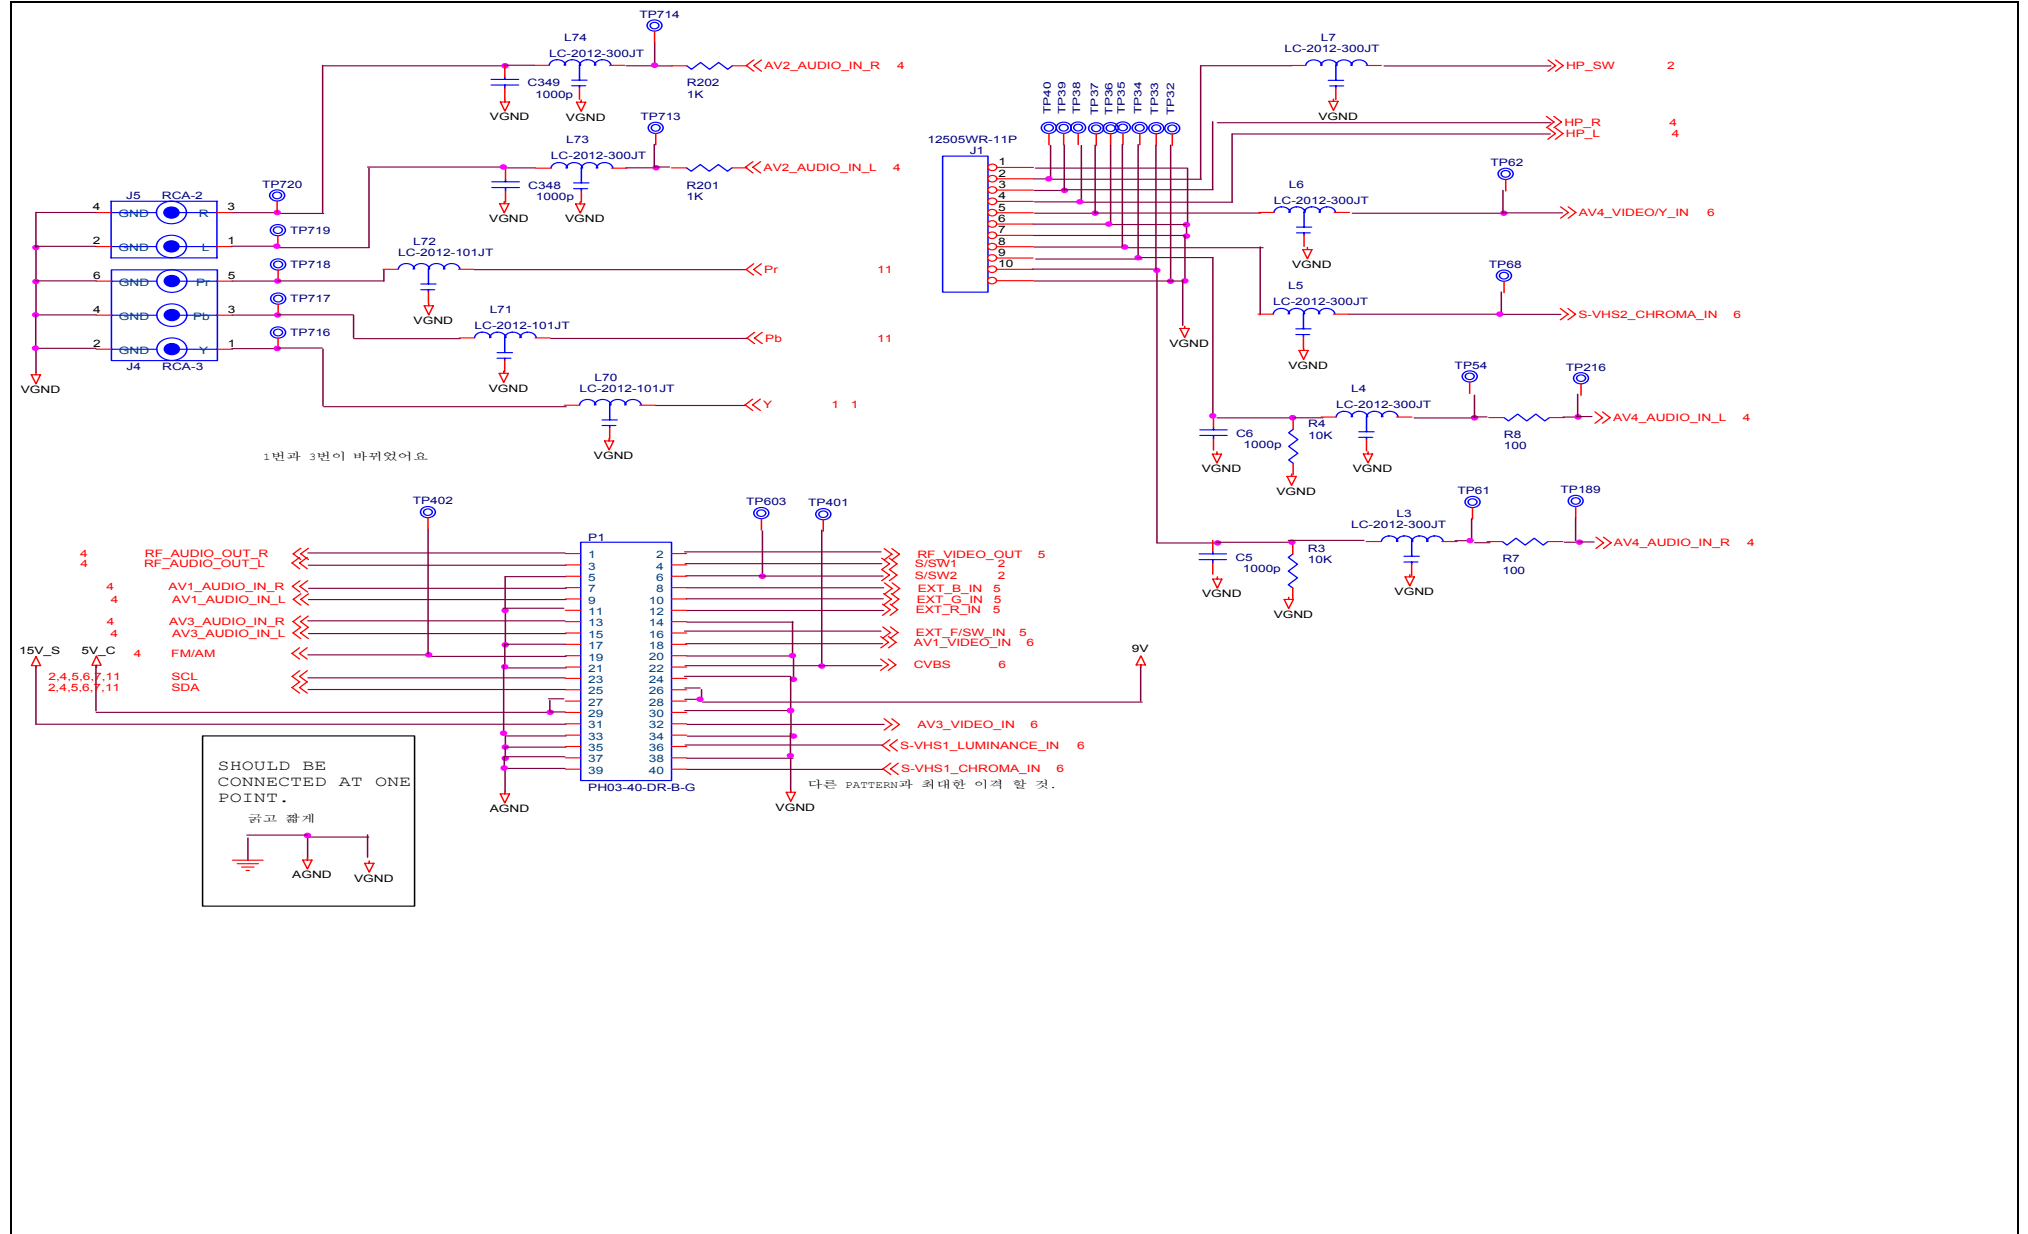 TP714
L74
LC-2012-300JT
AV2_AUDIO_IN_R 4
C349
1000p
R202
1K
VGND
VGND
TP713
L73
LC-2012-300JT
AV2_AUDIO_IN_L 4
C348
1000p
R201
1K
VGND
VGND
J5 RCA-2
TP720
4 GND R 3
TP719
2 GND L 1
TP718
6 GND Pr 5
TP717
4 GND Pb 3
TP716
2 GND Y 1
J4 RCA-3
VGND
L72
LC-2012-101JT
Pr 11
VGND
L71
LC-2012-101JT
Pb 11
VGND
L70
LC-2012-101JT
Y 1 1
VGND
1번과 3번이 바뀌었어요
L7
LC-2012-300JT
HP_SW 2
VGND
HP_R 4
HP_L 4
TP40
TP39
TP38
TP37
TP36
TP35
TP34
TP33
TP32
12505WR-11P
J1
1
2
3
4
5
6
7
8
9
10
VGND
TP62
L6
LC-2012-300JT
AV4_VIDEO/Y_IN 6
VGND
TP68
L5
LC-2012-300JT
S-VHS2_CHROMA_IN 6
VGND
TP54
TP216
L4
LC-2012-300JT
AV4_AUDIO_IN_L 4
C6
1000p
R4
10K
R8
100
VGND
VGND
VGND
TP61
TP189
L3
LC-2012-300JT
AV4_AUDIO_IN_R 4
C5
1000p
R3
10K
R7
100
VGND
VGND
VGND
TP402
TP603
TP401
P1
4 RF_AUDIO_OUT_R 1 2 RF_VIDEO_OUT 5
4 RF_AUDIO_OUT_L 3 4 S/SW1 2
5 6 S/SW2 2
4 AV1_AUDIO_IN_R 7 8 EXT_B_IN 5
4 AV1_AUDIO_IN_L 9 10 EXT_G_IN 5
11 12 EXT_R_IN 5
4 AV3_AUDIO_IN_R 13 14
4 AV3_AUDIO_IN_L 15 16 EXT_F/SW_IN 5
17 18 AV1_VIDEO_IN 6
15V_S 5V_C 4 FM/AM 19 20
9V
21 22 CVBS 6
2,4,5,6,7,11 SCL 23 24
2,4,5,6,7,11 SDA 25 26
27 28
29 30
31 32 AV3_VIDEO_IN 6
33 34
35 36 S-VHS1_LUMINANCE_IN 6
37 38
39 40 S-VHS1_CHROMA_IN 6
PH03-40-DR-B-G
다른 PATTERN과 최대한 이격 할 것.
AGND
VGND
SHOULD BE
CONNECTED AT ONE
POINT.
굵고 짧게
AGND
VGND